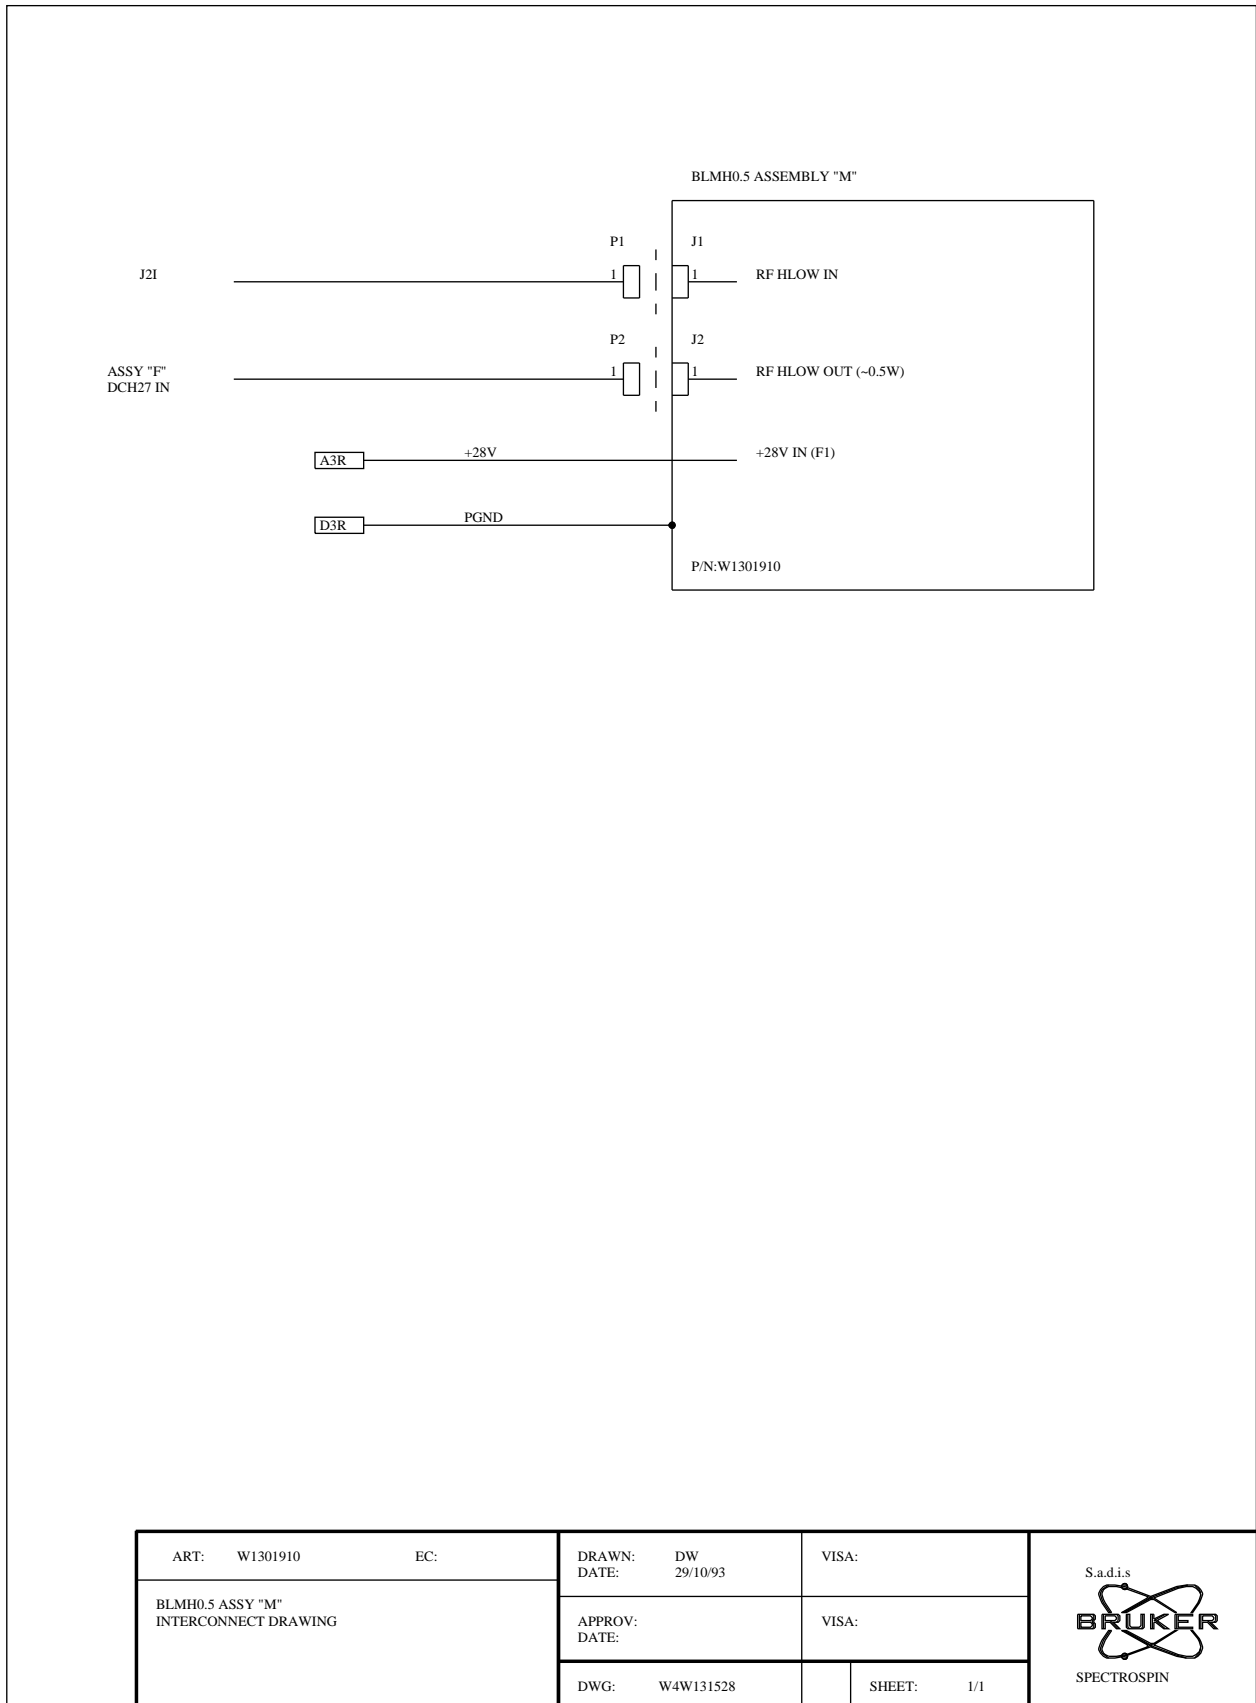 BLMH0.5 ASSEMBLY "M"
P1 J1
J2I 1 1 RF HLOW IN
P2 J2
ASSY "F" 1 1 RF HLOW OUT (~0.5W)
DCH27 IN
A3R +28V +28V IN (F1)
D3R PGND
P/N:W1301910
ART: W1301910 EC:
BLMH0.5 ASSY "M"
INTERCONNECT DRAWING
DRAWN: DW
DATE: 29/10/93
VISA:
APPROV:
DATE:
VISA:
DWG: W4W131528
SHEET: 1/1
S.a.d.i.s
BRUKER
SPECTROSPIN